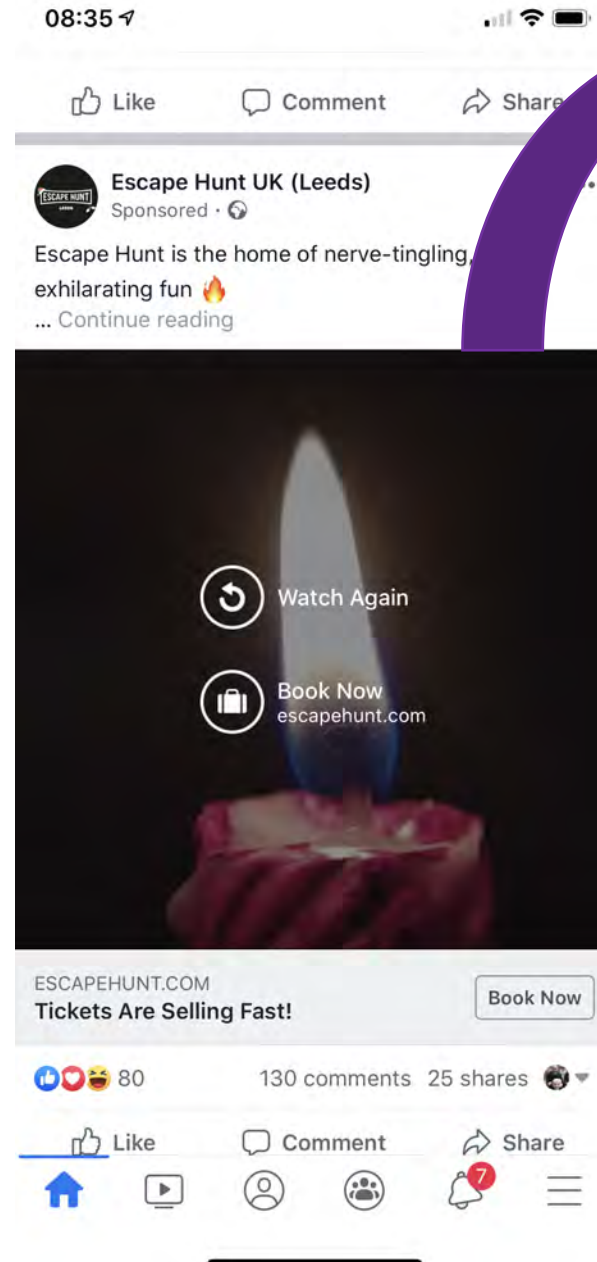 08:35
Like Comment Share
ESCAPE HUNT
Escape Hunt UK (Leeds)
Sponsored ·
Escape Hunt is the home of nerve-tingling,
exhilarating fun 🔥
... Continue reading
Watch Again
Book Now
escapehunt.com
ESCAPEHUNT.COM
Tickets Are Selling Fast!
Book Now
80 130 comments 25 shares
Like Comment Share
7